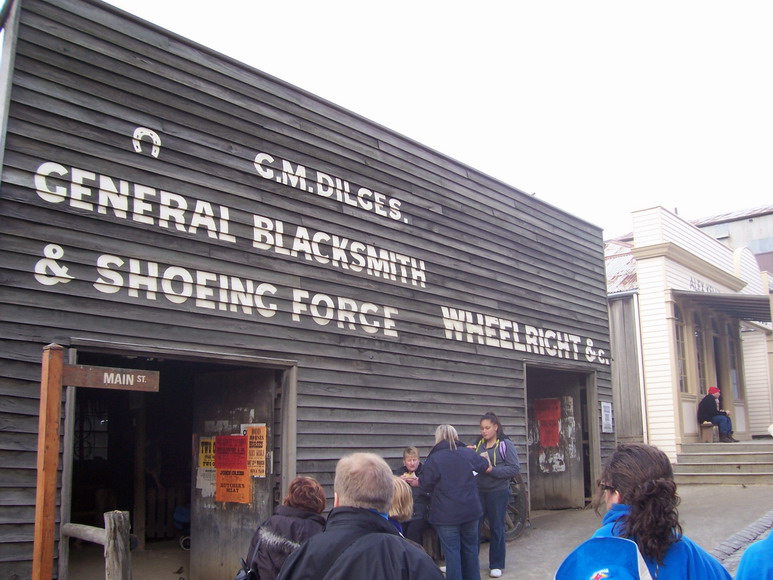 G.M. DILGES.
GENERAL BLACKSMITH
& SHOEING FORGE
WHEELRIGHT & c.
MAIN ST.